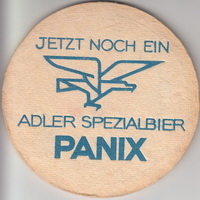 JETZT NOCH EIN
ADLER SPEZIALBIER
PANIX